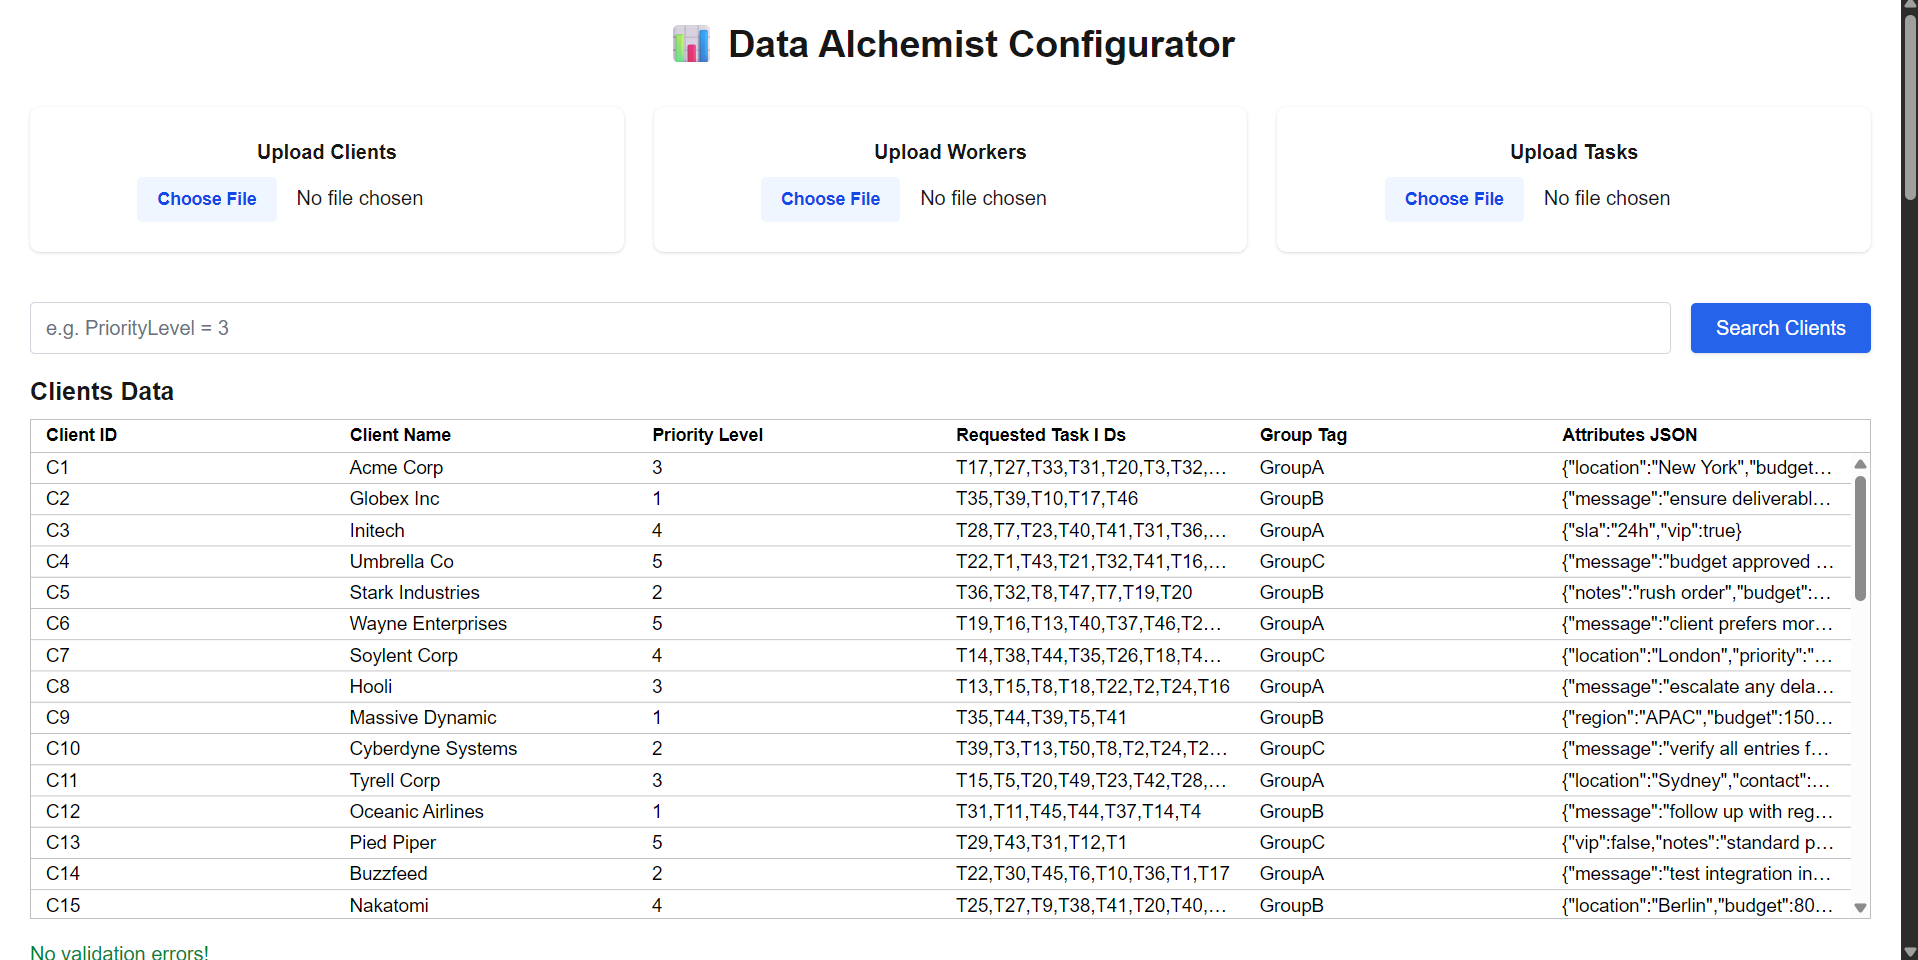 Data Alchemist Configurator
Upload Clients
Choose File No file chosen
Upload Workers
Choose File No file chosen
Upload Tasks
Choose File No file chosen
e.g. PriorityLevel = 3
Search Clients
Clients Data
Client ID Client Name Priority Level Requested Task I Ds Group Tag Attributes JSON
C1 Acme Corp 3 T17,T27,T33,T31,T20,T3,T32,... GroupA {"location":"New York","budget...
C2 Globex Inc 1 T35,T39,T10,T17,T46 GroupB {"message":"ensure deliverabl...
C3 Initech 4 T28,T7,T23,T40,T41,T31,T36,... GroupA {"sla":"24h","vip":true}
C4 Umbrella Co 5 T22,T1,T43,T21,T32,T41,T16,... GroupC {"message":"budget approved ...
C5 Stark Industries 2 T36,T32,T8,T47,T7,T19,T20 GroupB {"notes":"rush order","budget":...
C6 Wayne Enterprises 5 T19,T16,T13,T40,T37,T46,T2... GroupA {"message":"client prefers mor...
C7 Soylent Corp 4 T14,T38,T44,T35,T26,T18,T4... GroupC {"location":"London","priority":"...
C8 Hooli 3 T13,T15,T8,T18,T22,T2,T24,T16 GroupA {"message":"escalate any dela...
C9 Massive Dynamic 1 T35,T44,T39,T5,T41 GroupB {"region":"APAC","budget":150...
C10 Cyberdyne Systems 2 T39,T3,T13,T50,T8,T2,T24,T2... GroupC {"message":"verify all entries f...
C11 Tyrell Corp 3 T15,T5,T20,T49,T23,T42,T28,... GroupA {"location":"Sydney","contact":...
C12 Oceanic Airlines 1 T31,T11,T45,T44,T37,T14,T4 GroupB {"message":"follow up with reg...
C13 Pied Piper 5 T29,T43,T31,T12,T1 GroupC {"vip":false,"notes":"standard p...
C14 Buzzfeed 2 T22,T30,T45,T6,T10,T36,T1,T17 GroupA {"message":"test integration in...
C15 Nakatomi 4 T25,T27,T9,T38,T41,T20,T40,... GroupB {"location":"Berlin","budget":80...
No validation errors!